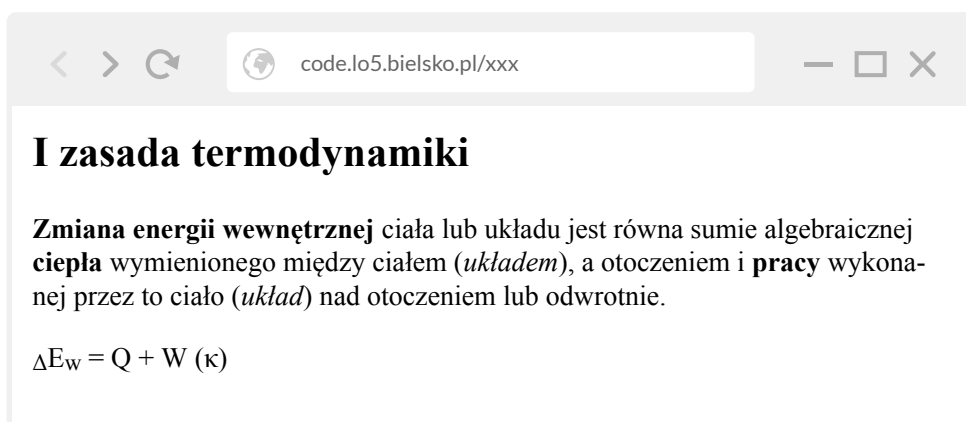 code.lo5.bielsko.pl/xxx
I zasada termodynamiki
Zmiana energii wewnętrznej ciała lub układu jest równa sumie algebraicznej
ciepła wymienionego między ciałem (układem), a otoczeniem i pracy wykona-
nej przez to ciało (układ) nad otoczeniem lub odwrotnie.
ΔEw = Q + W (κ)